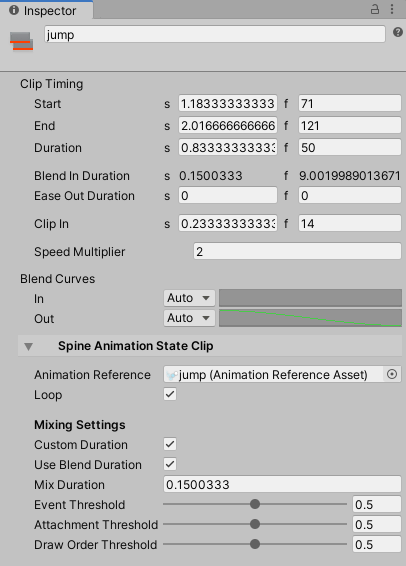 Inspector
jump
Clip Timing
Start s 1.18333333333 f 71
End s 2.016666666666 f 121
Duration s 0.83333333333 f 50
Blend In Duration s 0.1500333 f 9.0019989013671
Ease Out Duration s 0 f 0
Clip In s 0.23333333333 f 14
Speed Multiplier 2
Blend Curves
In Auto
Out Auto
Spine Animation State Clip
Animation Reference jump (Animation Reference Asset)
Loop
Mixing Settings
Custom Duration
Use Blend Duration
Mix Duration 0.1500333
Event Threshold 0.5
Attachment Threshold 0.5
Draw Order Threshold 0.5